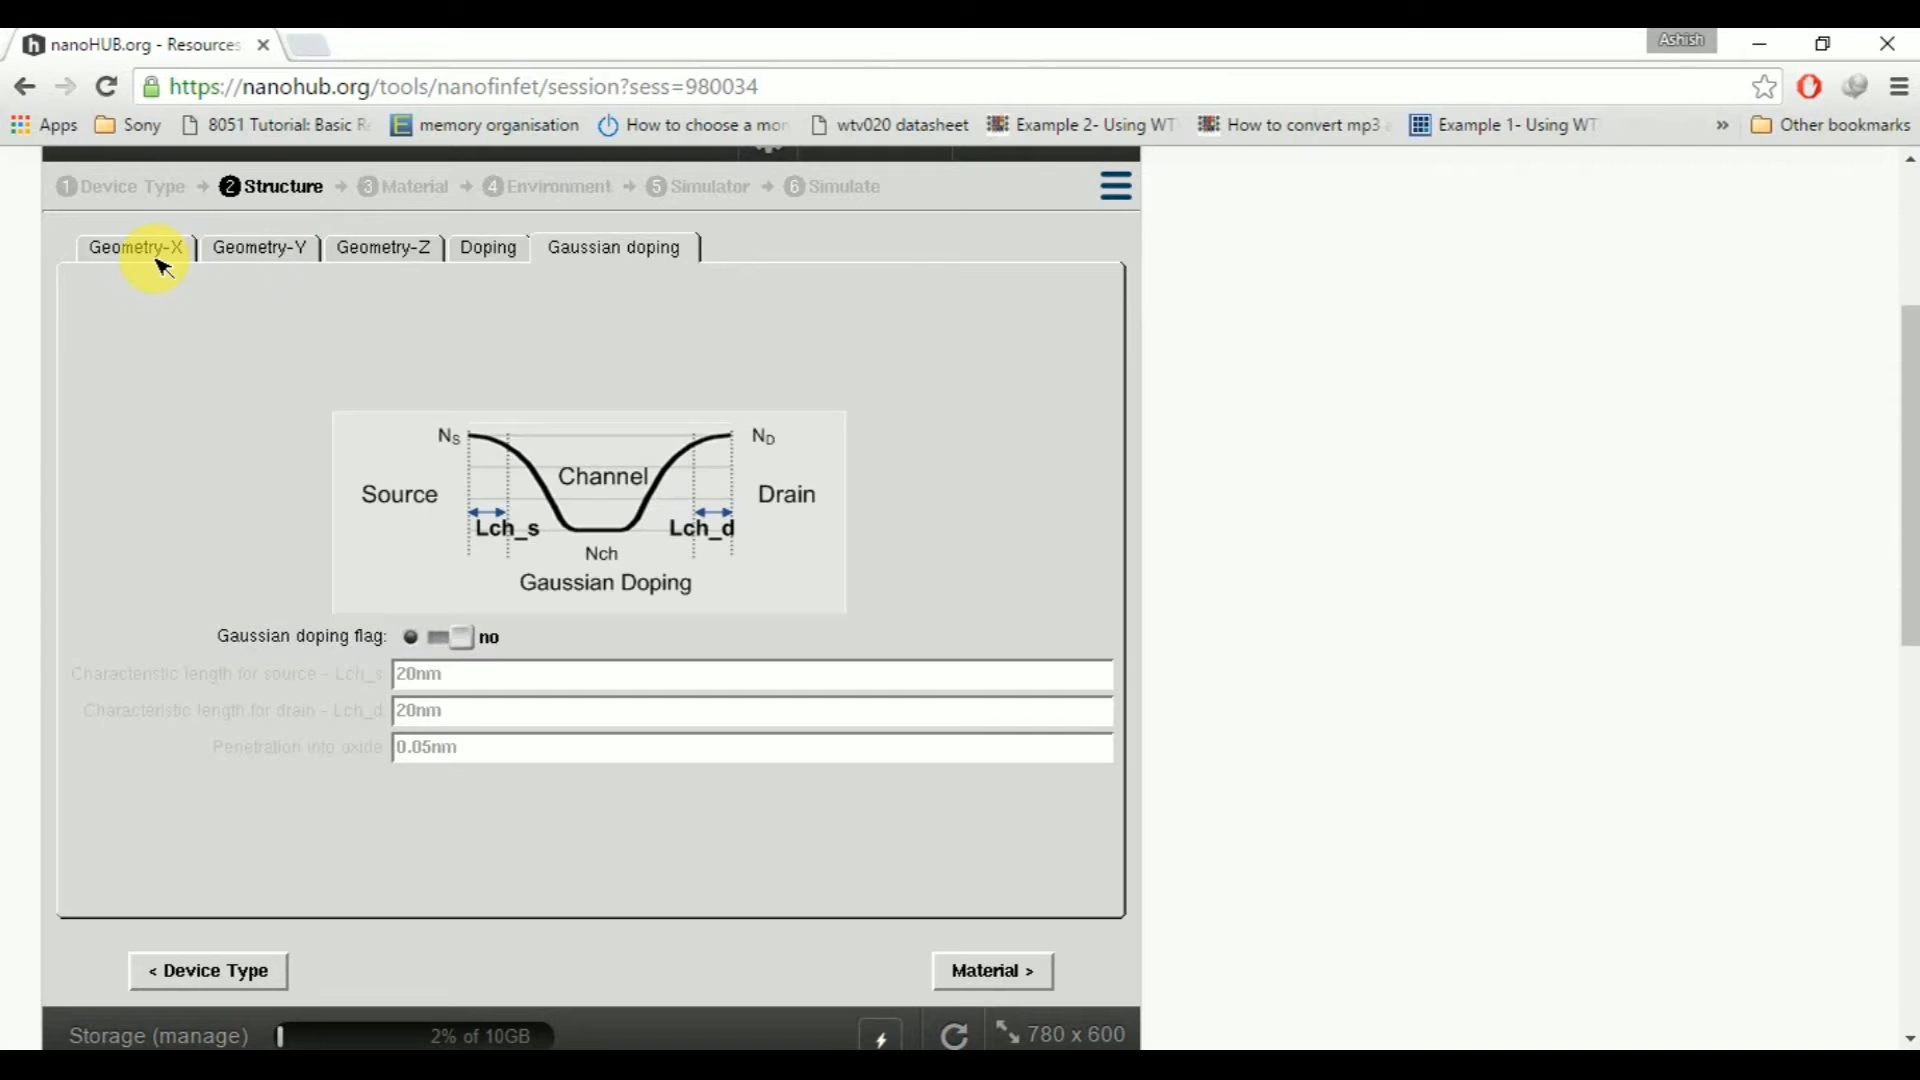 nanoHUB.org - Resources
Ashish
https://nanohub.org/tools/nanofinfet/session?sess=980034
Apps Sony 8051 Tutorial: Basic R memory organisation How to choose a mor wtv020 datasheet Example 2- Using WT How to convert mp3 Example 1- Using WT » Other bookmarks
1 Device Type → 2 Structure → 3 Material → 4 Environment → 5 Simulator → 6 Simulate
Geometry-X Geometry-Y Geometry-Z Doping Gaussian doping
NS ND
Channel
Source Drain
Lch_s Lch_d
Nch
Gaussian Doping
Gaussian doping flag: no
Characteristic length for source - Lch_s 20nm
Characteristic length for drain - Lch_d 20nm
Penetration into oxide 0.05nm
< Device Type Material >
Storage (manage) 2% of 10GB 780 x 600